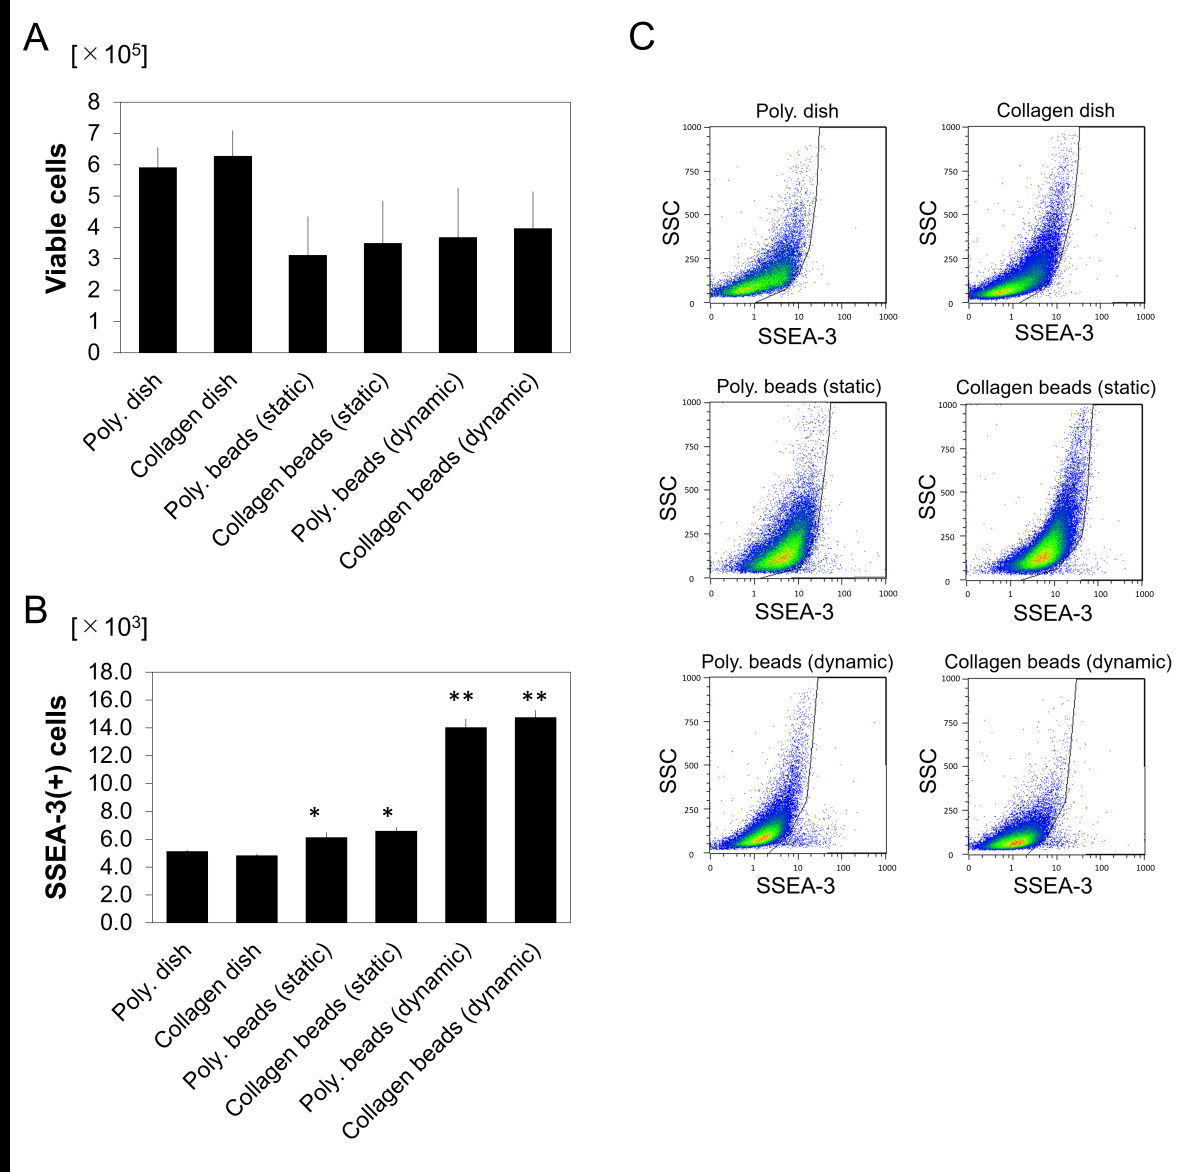 A
[×10⁵]
Viable cells
8
7
6
5
4
3
2
1
0
Poly. dish
Collagen dish
Poly. beads (static)
Collagen beads (static)
Poly. beads (dynamic)
Collagen beads (dynamic)
B
[×10³]
SSEA-3(+) cells
18.0
16.0
14.0
12.0
10.0
8.0
6.0
4.0
2.0
0.0
*
*
**
**
Poly. dish
Collagen dish
Poly. beads (static)
Collagen beads (static)
Poly. beads (dynamic)
Collagen beads (dynamic)
C
Poly. dish
SSC
1000
750
500
250
0
0 1 10 100 1000
SSEA-3
Collagen dish
SSC
1000
750
500
250
0
0 1 10 100 1000
SSEA-3
Poly. beads (static)
SSC
1000
750
500
250
0
0 1 10 100 1000
SSEA-3
Collagen beads (static)
SSC
1000
750
500
250
0
0 1 10 100 1000
SSEA-3
Poly. beads (dynamic)
SSC
1000
750
500
250
0
0 1 10 100 1000
SSEA-3
Collagen beads (dynamic)
SSC
1000
750
500
250
0
0 1 10 100 1000
SSEA-3